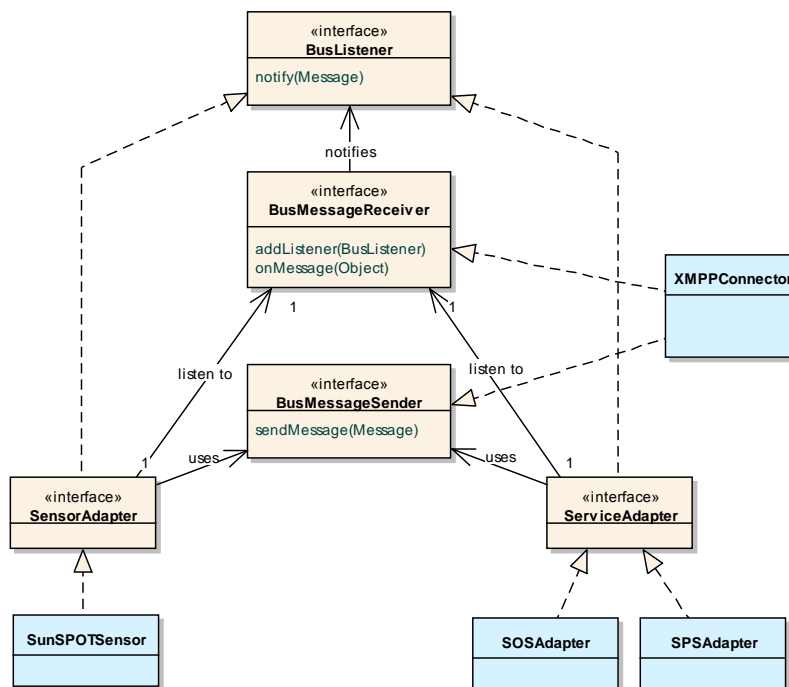 «interface»
BusListener
notify(Message)
notifies
«interface»
BusMessageReceiver
addListener(BusListener)
onMessage(Object)
XMPPConnector
1
1
listen to
listen to
«interface»
BusMessageSender
sendMessage(Message)
1
uses
uses
1
«interface»
SensorAdapter
«interface»
ServiceAdapter
SunSPOTSensor
SOSAdapter
SPSAdapter